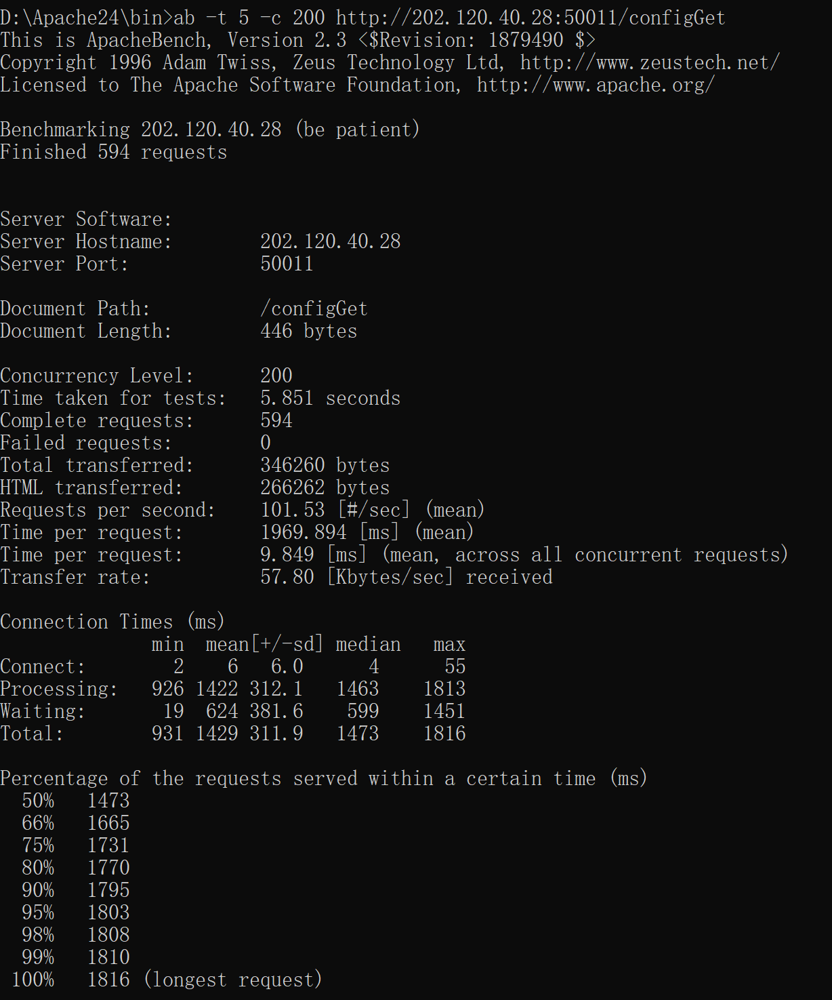 D:\Apache24\bin>ab -t 5 -c 200 http://202.120.40.28:50011/configGet
This is ApacheBench, Version 2.3 <$Revision: 1879490 $>
Copyright 1996 Adam Twiss, Zeus Technology Ltd, http://www.zeustech.net/
Licensed to The Apache Software Foundation, http://www.apache.org/

Benchmarking 202.120.40.28 (be patient)
Finished 594 requests


Server Software:
Server Hostname:        202.120.40.28
Server Port:            50011

Document Path:          /configGet
Document Length:        446 bytes

Concurrency Level:      200
Time taken for tests:   5.851 seconds
Complete requests:      594
Failed requests:        0
Total transferred:      346260 bytes
HTML transferred:       266262 bytes
Requests per second:    101.53 [#/sec] (mean)
Time per request:       1969.894 [ms] (mean)
Time per request:       9.849 [ms] (mean, across all concurrent requests)
Transfer rate:          57.80 [Kbytes/sec] received

Connection Times (ms)
              min  mean[+/-sd] median   max
Connect:        2    6   6.0      4      55
Processing:   926 1422 312.1   1463    1813
Waiting:       19  624 381.6    599    1451
Total:        931 1429 311.9   1473    1816

Percentage of the requests served within a certain time (ms)
  50%   1473
  66%   1665
  75%   1731
  80%   1770
  90%   1795
  95%   1803
  98%   1808
  99%   1810
 100%   1816 (longest request)